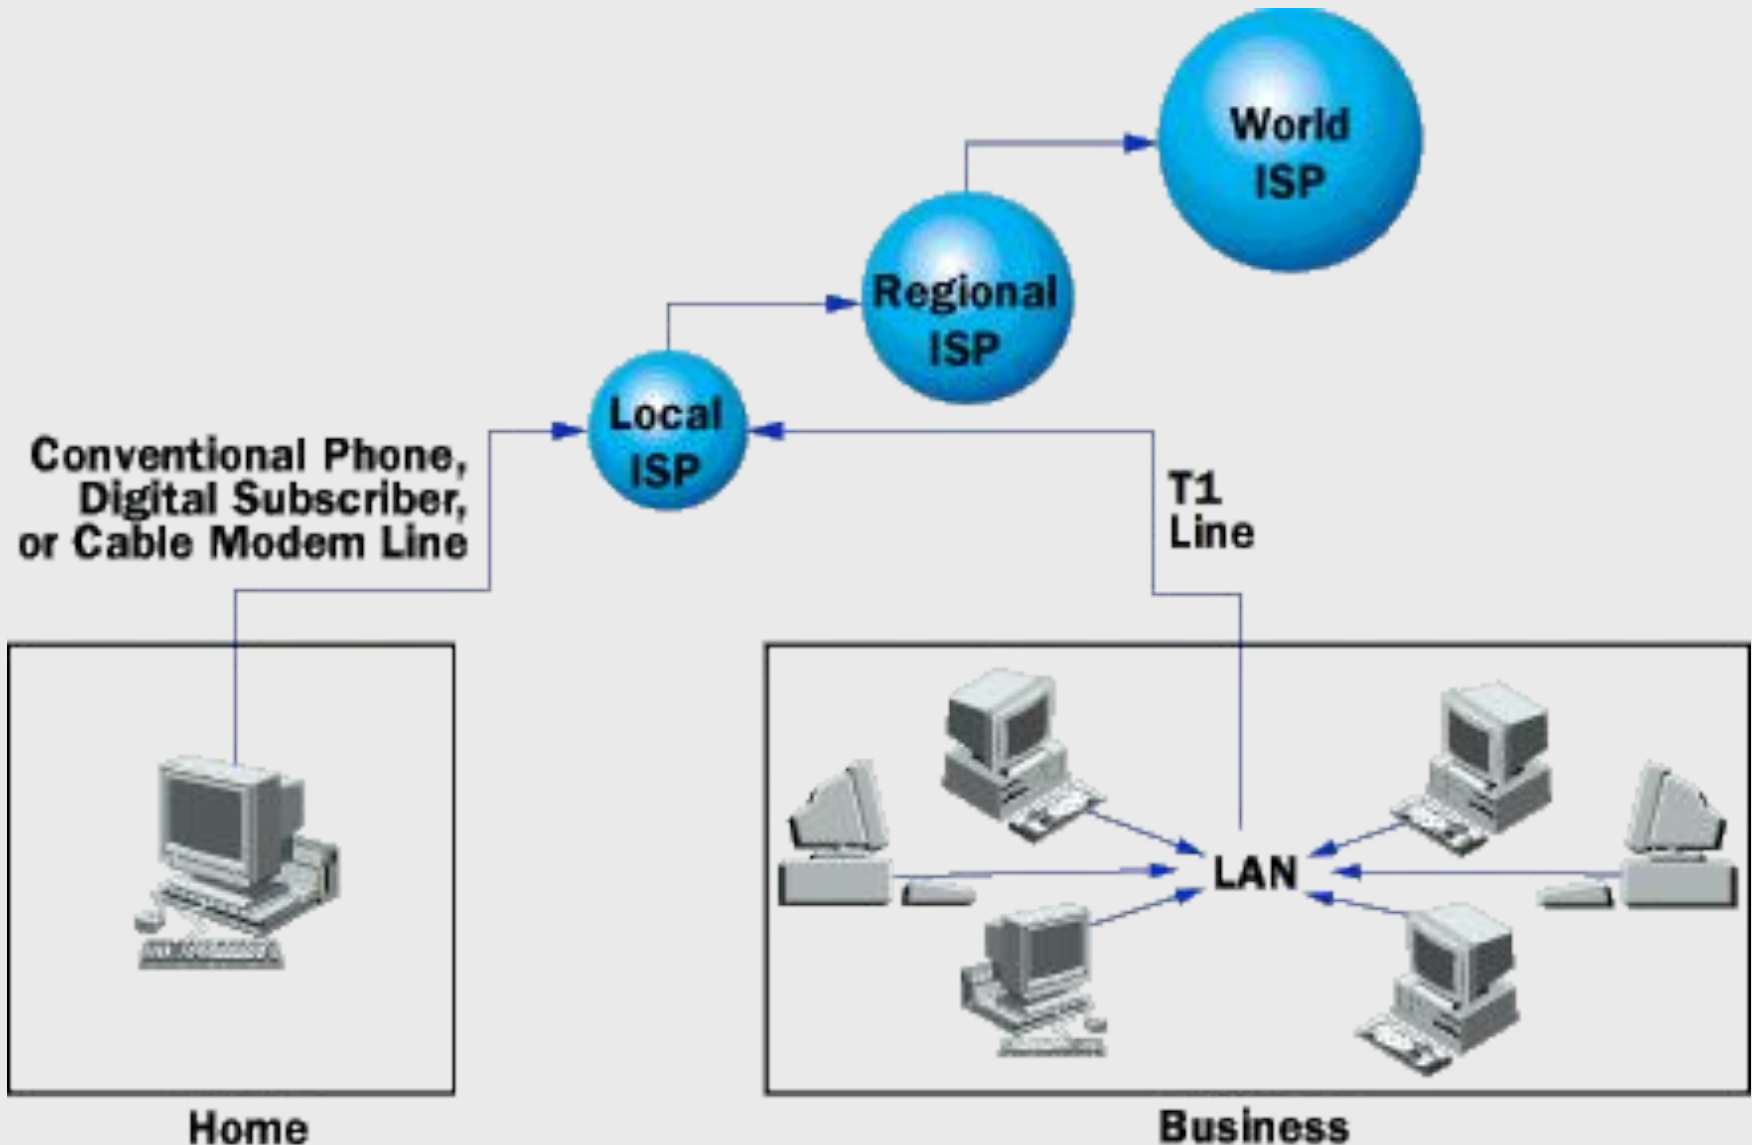 World
ISP
Regional
ISP
Local
ISP
Conventional Phone,
Digital Subscriber,
or Cable Modem Line
T1
Line
LAN
Home
Business